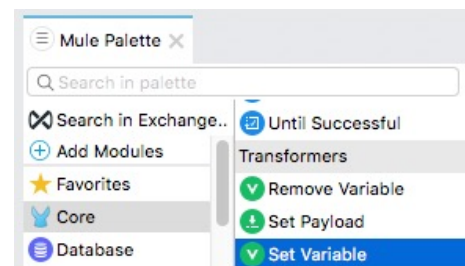 Mule Palette
Search in palette
Search in Exchange..
Add Modules
Favorites
Core
Database
Until Successful
Transformers
Remove Variable
Set Payload
Set Variable